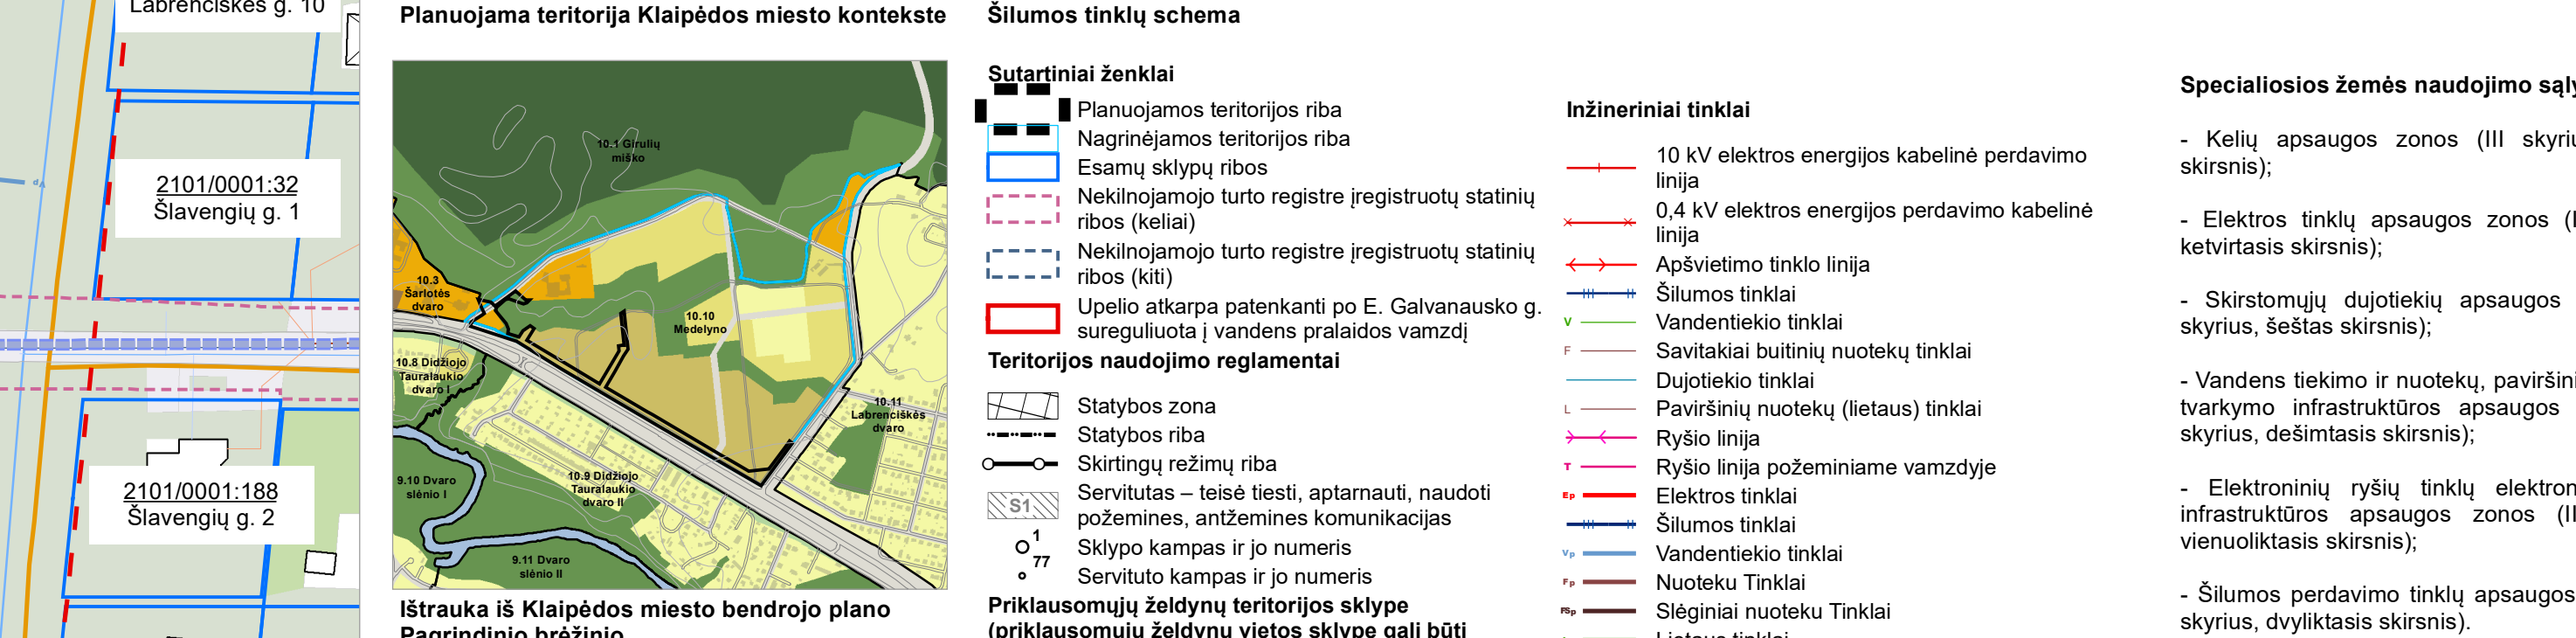 Labrenciškės g. 10
2101/0001:32
Šlavengių g. 1
2101/0001:188
Šlavengių g. 2
Planuojama teritorija Klaipėdos miesto kontekste
10.1 Girulių
miško
10.3
Šarlotės
dvaro
10.10
Medelyno
10.8 Didžiojo
Tauralaukio
dvaro I
10.11
Labrenciškės
dvaro
9.10 Dvaro
slėnio I
10.9 Didžiojo
Tauralaukio
dvaro II
9.11 Dvaro
slėnio II
Ištrauka iš Klaipėdos miesto bendrojo plano
Pagrindinio brėžinio
Šilumos tinklų schema
Sutartiniai ženklai
Planuojamos teritorijos riba
Nagrinėjamos teritorijos riba
Esamų sklypų ribos
Nekilnojamojo turto registre įregistruotų statinių
ribos (keliai)
Nekilnojamojo turto registre įregistruotų statinių
ribos (kiti)
Upelio atkarpa patenkanti po E. Galvanausko g.
sureguliuota į vandens pralaidos vamzdį
Teritorijos naudojimo reglamentai
Statybos zona
Statybos riba
Skirtingų režimų riba
S1 Servitutas – teisė tiesti, aptarnauti, naudoti
požemines, antžemines komunikacijas
1 Sklypo kampas ir jo numeris
77 Servituto kampas ir jo numeris
Priklausomųjų želdynų teritorijos sklype
(priklausomųjų želdynų vietos sklype gali būti
Inžineriniai tinklai
10 kV elektros energijos kabelinė perdavimo
linija
0,4 kV elektros energijos perdavimo kabelinė
linija
Apšvietimo tinklo linija
Šilumos tinklai
V Vandentiekio tinklai
F Savitakiai buitinių nuotekų tinklai
Dujotiekio tinklai
L Paviršinių nuotekų (lietaus) tinklai
Ryšio linija
T Ryšio linija požeminiame vamzdyje
Ep Elektros tinklai
Šilumos tinklai
Vp Vandentiekio tinklai
Fp Nuoteku Tinklai
FSp Slėginiai nuoteku Tinklai
Lietaus tinklai
Specialiosios žemės naudojimo
- Kelių apsaugos zonos (III
skirsnis);
- Elektros tinklų apsaugos zonos
ketvirtasis skirsnis);
- Skirstomųjų dujotiekių apsaugos
skyrius, šeštas skirsnis);
- Vandens tiekimo ir nuotekų,
tvarkymo infrastruktūros apsaugos
skyrius, dešimtasis skirsnis);
- Elektroninių ryšių tinklų
infrastruktūros apsaugos zonos
vienuoliktasis skirsnis);
- Šilumos perdavimo tinklų apsaugos
skyrius, dvyliktasis skirsnis).